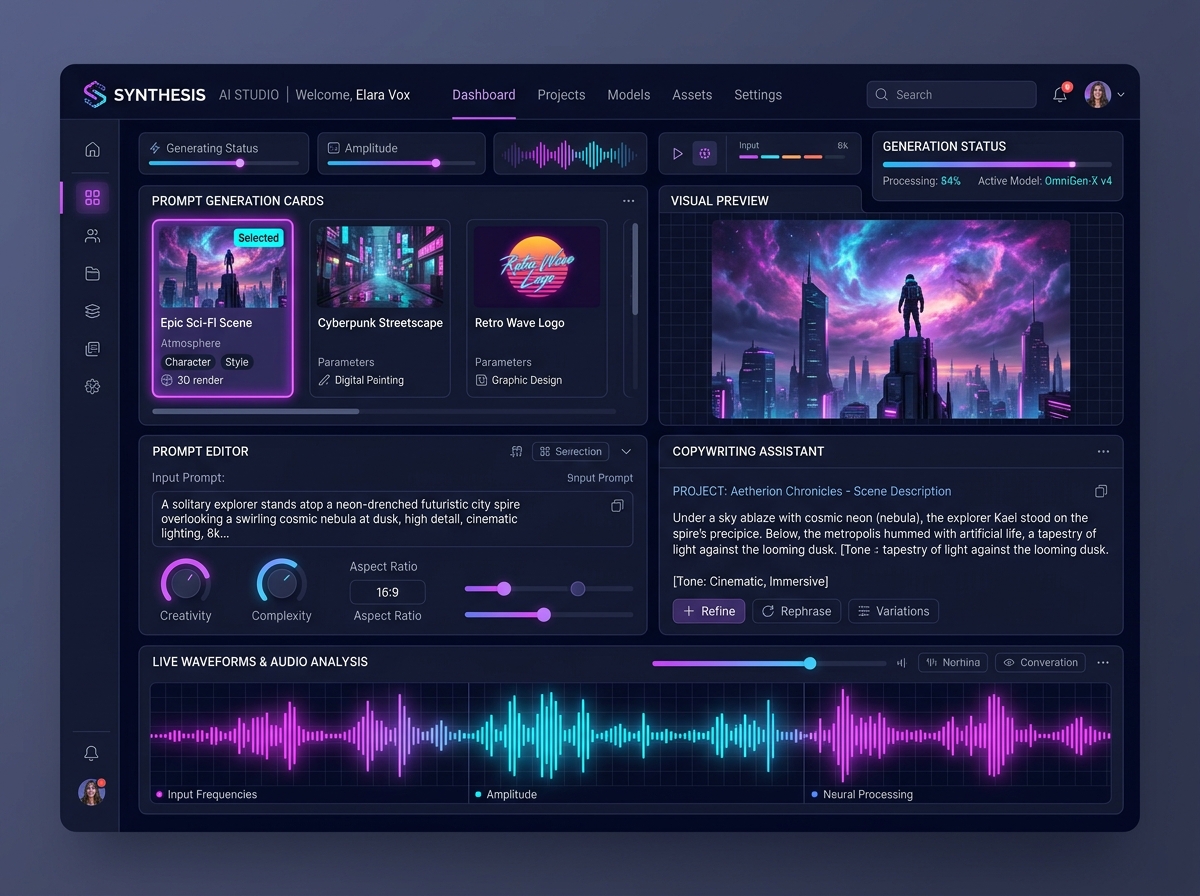 SYNTHESIS AI STUDIO | Welcome, Elara Vox
Dashboard Projects Models Assets Settings
Search
Generating Status
Amplitude
Input 8K
GENERATION STATUS
Processing: 84% Active Model: OmniGen-X v4
PROMPT GENERATION CARDS
Selected
Epic Sci-Fl Scene
Atmosphere
Character Style
3D render
Cyberpunk Streetscape
Parameters
Digital Painting
Retro Wave
Logo
Retro Wave Logo
Parameters
Graphic Design
VISUAL PREVIEW
PROMPT EDITOR
Input Prompt: 9nput Prompt
A solitary explorer stands atop a neon-drenched futuristic city spire
overlooking a swirling cosmic nebula at dusk, high detail, cinematic
lighting, 8k...
Creativity
Complexity
Aspect Ratio
16:9
Aspect Ratio
COPYWRITING ASSISTANT
PROJECT: Aetherion Chronicles - Scene Description
Under a sky ablaze with cosmic neon (nebula), the explorer Kael stood on the
spire's precipice. Below, the metropolis hummed with artificial life, a tapestry of
light against the looming dusk. [Tone : tapestry of light against the looming dusk.
[Tone: Cinematic, Immersive]
Refine Rephrase Variations
LIVE WAVEFORMS & AUDIO ANALYSIS
Norhina
Converation
Input Frequencies
Amplitude
Neural Processing